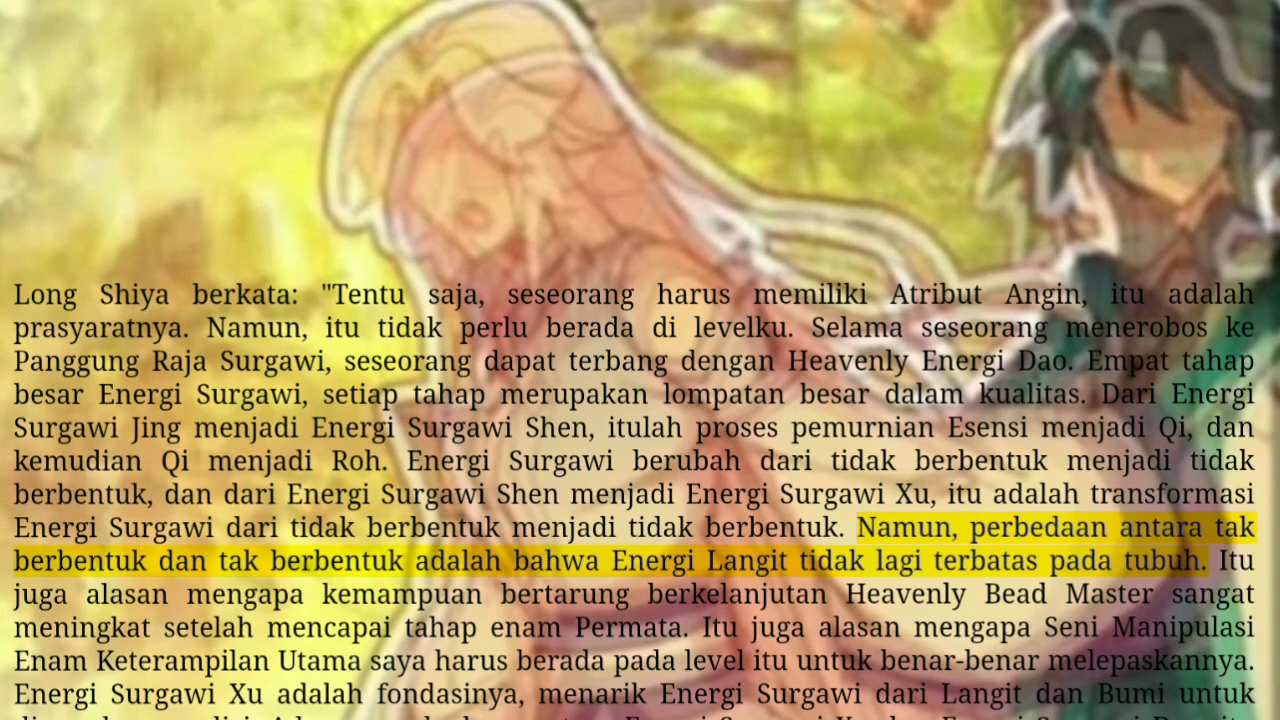 Long Shiya berkata: "Tentu saja, seseorang harus memiliki Atribut Angin, itu adalah
prasyaratnya. Namun, itu tidak perlu berada di levelku. Selama seseorang menerobos ke
Panggung Raja Surgawi, seseorang dapat terbang dengan Heavenly Energi Dao. Empat tahap
besar Energi Surgawi, setiap tahap merupakan lompatan besar dalam kualitas. Dari Energi
Surgawi Jing menjadi Energi Surgawi Shen, itulah proses pemurnian Esensi menjadi Qi, dan
kemudian Qi menjadi Roh. Energi Surgawi berubah dari tidak berbentuk menjadi tidak
berbentuk, dan dari Energi Surgawi Shen menjadi Energi Surgawi Xu, itu adalah transformasi
Energi Surgawi dari tidak berbentuk menjadi tidak berbentuk. Namun, perbedaan antara tak
berbentuk dan tak berbentuk adalah bahwa Energi Langit tidak lagi terbatas pada tubuh. Itu
juga alasan mengapa kemampuan bertarung berkelanjutan Heavenly Bead Master sangat
meningkat setelah mencapai tahap enam Permata. Itu juga alasan mengapa Seni Manipulasi
Enam Keterampilan Utama saya harus berada pada level itu untuk benar-benar melepaskannya.
Energi Surgawi Xu adalah fondasinya, menarik Energi Surgawi dari Langit dan Bumi untuk